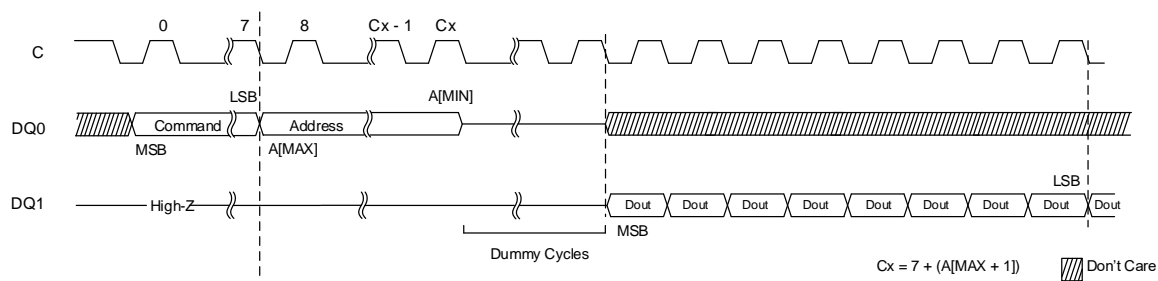 0 7 8 Cx - 1 Cx
C
LSB A[MIN]
DQ0 Command Address
MSB A[MAX]
LSB
DQ1 High-Z Dout Dout Dout Dout Dout Dout Dout Dout Dout
MSB
Dummy Cycles
Cx = 7 + (A[MAX + 1]) Don't Care